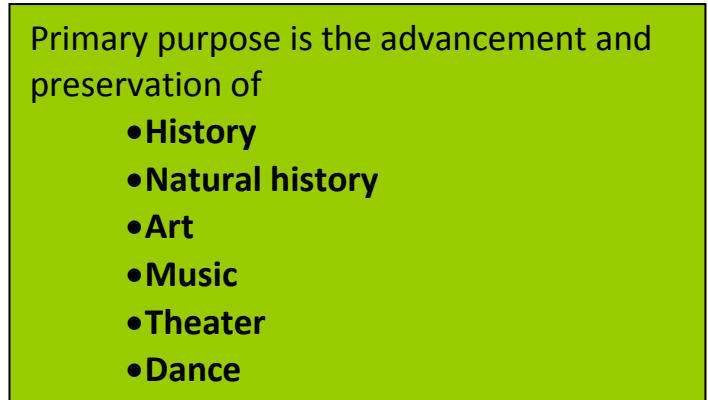 Primary purpose is the advancement and
preservation of
•History
•Natural history
•Art
•Music
•Theater
•Dance